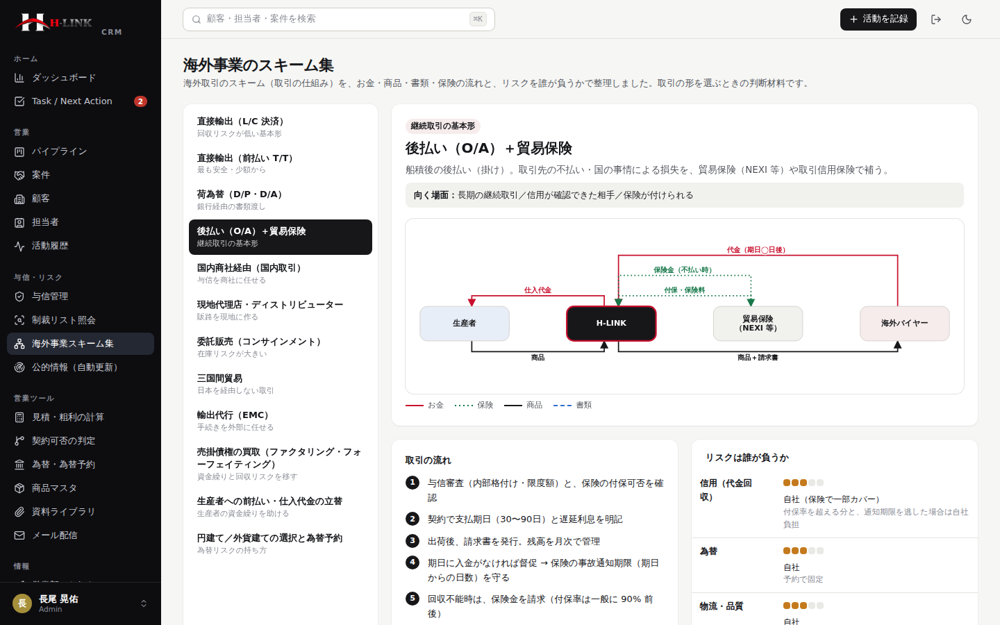 H-LINK
CRM
ホーム
ダッシュボード
Task / Next Action
2
営業
パイプライン
案件
顧客
担当者
活動履歴
与信・リスク
与信管理
制裁リスト照会
海外事業スキーム集
公的情報（自動更新）
営業ツール
見積・粗利の計算
契約可否の判定
為替・為替予約
商品マスタ
資料ライブラリ
メール配信
情報
長
長尾 晃佑
Admin
顧客・担当者・案件を検索
⌘K
活動を記録
海外事業のスキーム集
海外取引のスキーム（取引の仕組み）を、お金・商品・書類・保険の流れと、リスクを誰が負うかで整理しました。取引の形を選ぶときの判断材料です。
直接輸出（L/C 決済）
回収リスクが低い基本形
直接輸出（前払い T/T）
最も安全・少額から
荷為替（D/P・D/A）
銀行経由の書類渡し
後払い（O/A）＋貿易保険
継続取引の基本形
国内商社経由（国内取引）
与信を商社に任せる
現地代理店・ディストリビューター
販路を現地に作る
委託販売（コンサインメント）
在庫リスクが大きい
三国間貿易
日本を経由しない取引
輸出代行（EMC）
手続きを外部に任せる
売掛債権の買取（ファクタリング・フォ
ーフェイティング）
資金繰りと回収リスクを移す
生産者への前払い・仕入代金の立替
生産者の資金繰りを助ける
円建て／外貨建ての選択と為替予約
為替リスクの持ち方
継続取引の基本形
後払い（O/A）＋貿易保険
船積後の後払い（掛け）。取引先の不払い・国の事情による損失を、貿易保険（NEXI 等）や取引信用保険で補う。
向く場面：長期の継続取引／信用が確認できた相手／保険が付けられる
代金（期日◯日後）
保険金（不払い時）
仕入代金
付保・保険料
生産者
H-LINK
貿易保険
（NEXI 等）
海外バイヤー
商品
商品＋請求書
お金
保険
商品
書類
取引の流れ
1
与信審査（内部格付け・限度額）と、保険の付保可否を確
認
2
契約で支払期日（30〜90日）と遅延利息を明記
3
出荷後、請求書を発行。残高を月次で管理
4
期日に入金がなければ督促 → 保険の事故通知期限（期日
からの日数）を守る
5
回収不能時は、保険金を請求（付保率は一般に 90% 前
後）
リスクは誰が負うか
信用（代金回
収）
自社（保険で一部カバー）
付保率を超える分と、通知期限を逃した場合は自社
負担
為替
自社
予約で固定
物流・品質
自社